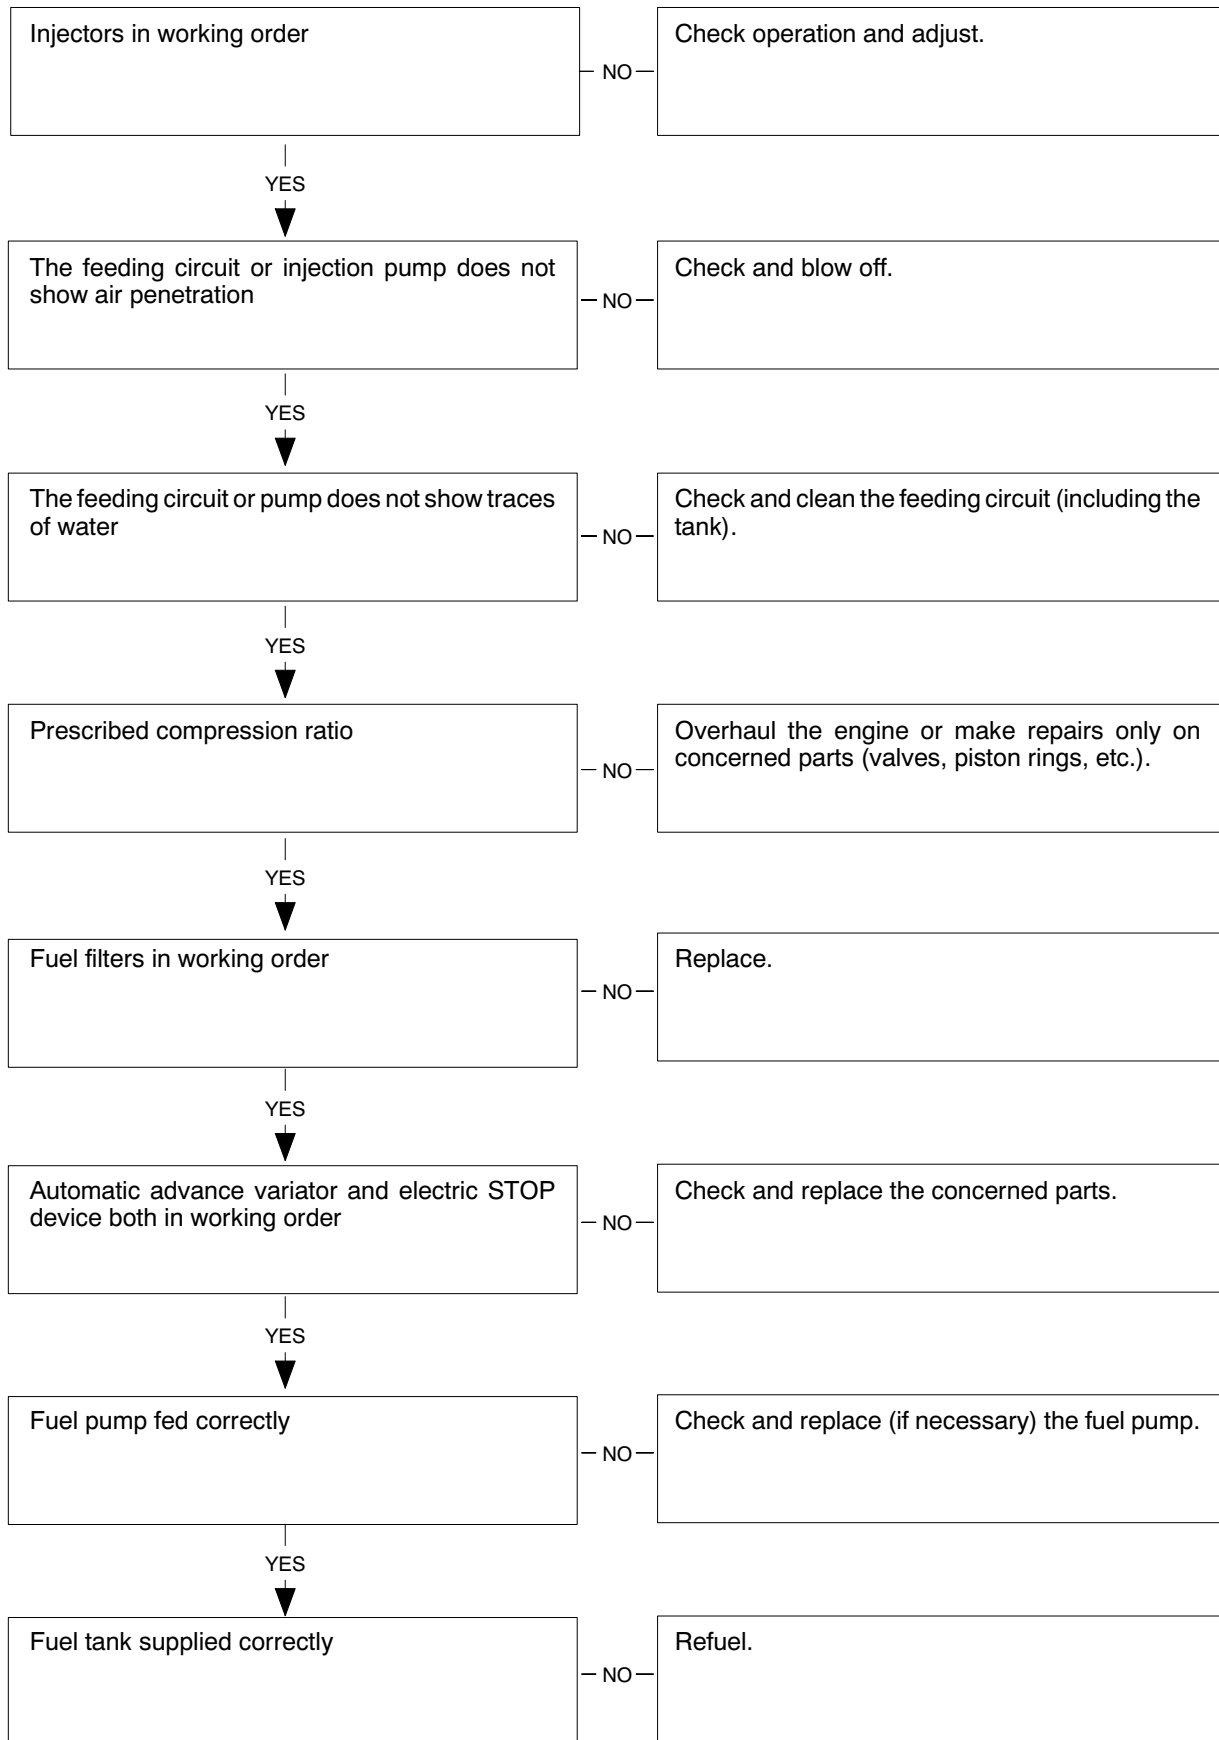 Injectors in working order
NO
Check operation and adjust.
YES
The feeding circuit or injection pump does not
show air penetration
NO
Check and blow off.
YES
The feeding circuit or pump does not show traces
of water
NO
Check and clean the feeding circuit (including the
tank).
YES
Prescribed compression ratio
NO
Overhaul the engine or make repairs only on
concerned parts (valves, piston rings, etc.).
YES
Fuel filters in working order
NO
Replace.
YES
Automatic advance variator and electric STOP
device both in working order
NO
Check and replace the concerned parts.
YES
Fuel pump fed correctly
NO
Check and replace (if necessary) the fuel pump.
YES
Fuel tank supplied correctly
NO
Refuel.